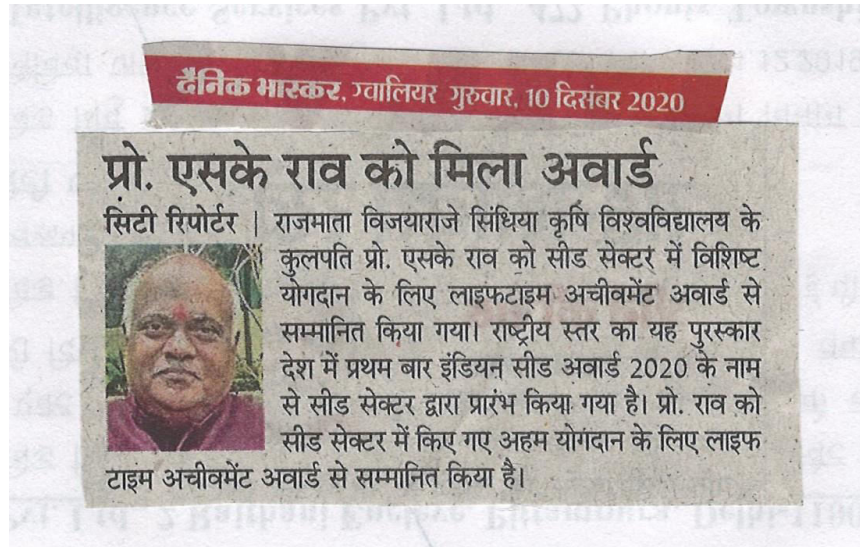 दैनिक भास्कर, ग्वालियर गुरुवार, 10 दिसंबर 2020
प्रो. एसके राव को मिला अवार्ड
सिटी रिपोर्टर | राजमाता विजयाराजे सिंधिया कृषि विश्वविद्यालय के
कुलपति प्रो. एसके राव को सीड सेक्टर में विशिष्ट
योगदान के लिए लाइफटाइम अचीवमेंट अवार्ड से
सम्मानित किया गया। राष्ट्रीय स्तर का यह पुरस्कार
देश में प्रथम बार इंडियन सीड अवार्ड 2020 के नाम
से सीड सेक्टर द्वारा प्रारंभ किया गया है। प्रो. राव को
सीड सेक्टर में किए गए अहम योगदान के लिए लाइफ
टाइम अचीवमेंट अवार्ड से सम्मानित किया है।